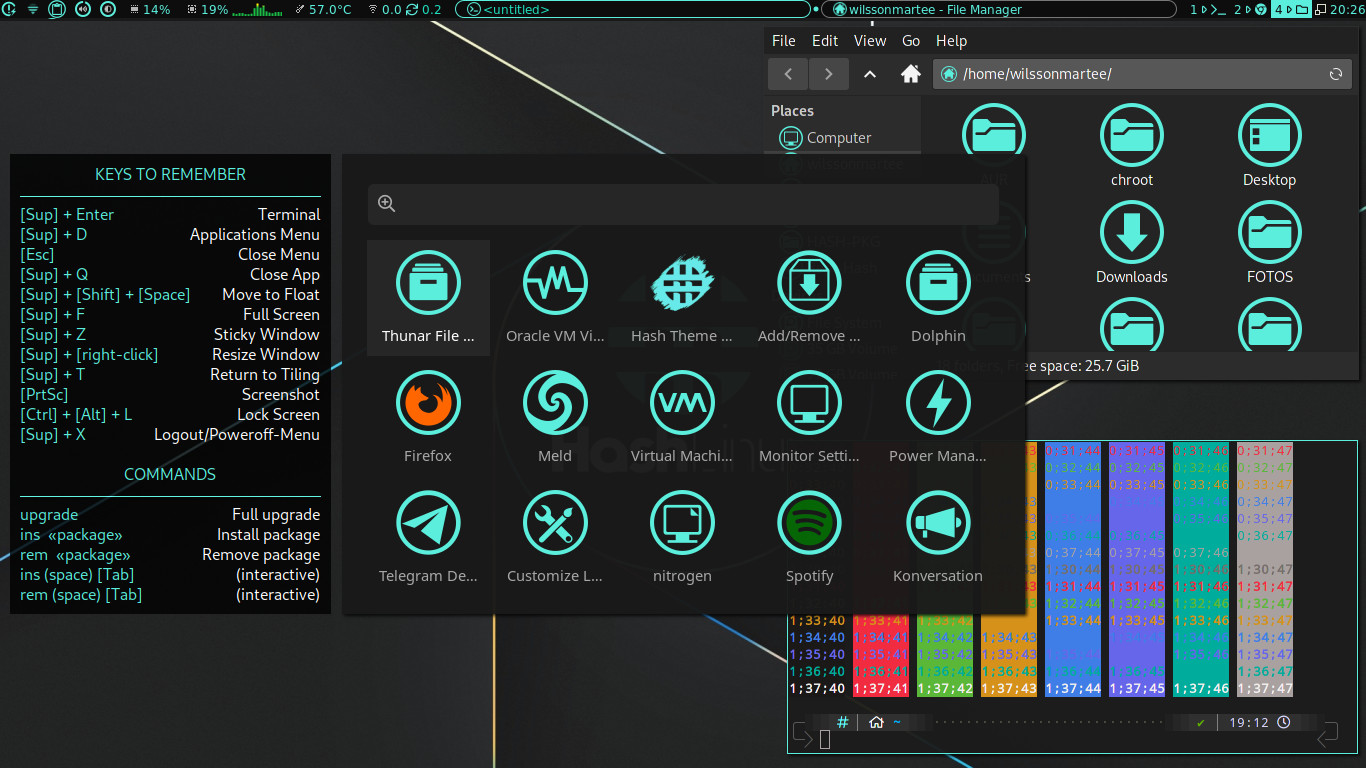 14%
19%
57.0°C
0.0
0.2
<untitled>
wilssonmartee - File Manager
1
2
4
20:26
File Edit View Go Help
/home/wilssonmartee/
Places
Computer
chroot
Desktop
Downloads
FOTOS
Free space: 25.7 GiB
KEYS TO REMEMBER
[Sup] + Enter Terminal
[Sup] + D Applications Menu
[Esc] Close Menu
[Sup] + Q Close App
[Sup] + [Shift] + [Space] Move to Float
[Sup] + F Full Screen
[Sup] + Z Sticky Window
[Sup] + [right-click] Resize Window
[Sup] + T Return to Tiling
[PrtSc] Screenshot
[Ctrl] + [Alt] + L Lock Screen
[Sup] + X Logout/Poweroff-Menu
COMMANDS
upgrade Full upgrade
ins «package» Install package
rem «package» Remove package
ins (space) [Tab] (interactive)
rem (space) [Tab] (interactive)
Thunar File ... Oracle VM Vi... Hash Theme ... Add/Remove ... Dolphin
Firefox Meld Virtual Machi... Monitor Setti... Power Mana...
Telegram De... Customize L... nitrogen Spotify Konversation
0;31;44 0;31;45 0;31;46 0;31;47
0;32;44 0;32;45 0;32;46 0;32;47
0;33;44 0;33;45 0;33;46 0;33;47
0;34;47
0;35;47
0;36;47
0;37;44 0;37;45 0;37;46
1;30;44 1;30;45 1;30;46 1;30;47
1;31;44 1;31;45 1;31;46 1;31;47
1;32;44 1;32;45 1;32;46 1;32;47
1;33;40 1;33;41 1;33;42 1;33;44 1;33;45 1;33;46 1;33;47
1;34;40 1;34;41 1;34;42 1;34;43 1;34;46 1;34;47
1;35;40 1;35;41 1;35;42 1;35;43 1;35;46 1;35;47
1;36;40 1;36;41 1;36;42 1;36;43 1;36;44 1;36;45 1;36;47
1;37;40 1;37;41 1;37;42 1;37;43 1;37;44 1;37;45 1;37;46 1;37;47
# ~ ✓ 19:12